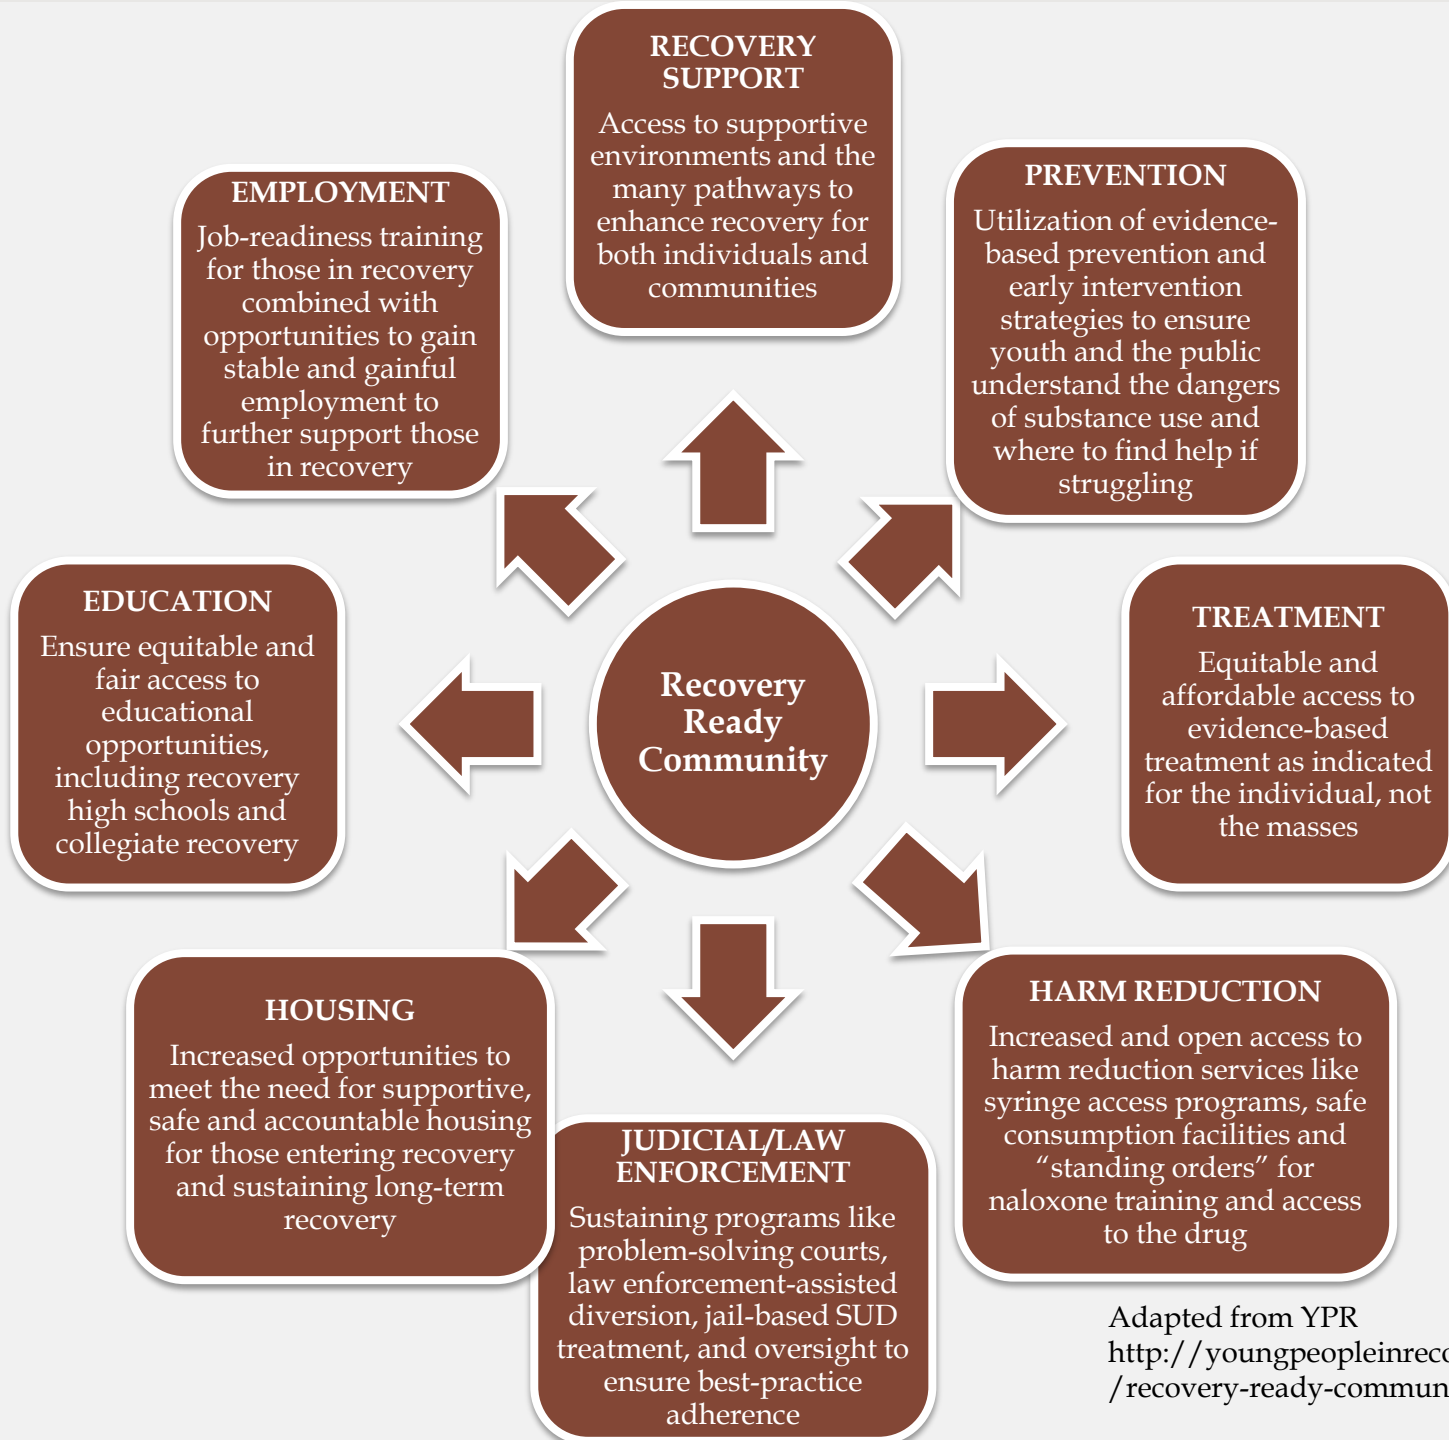 RECOVERY
SUPPORT
Access to supportive
environments and the
many pathways to
enhance recovery for
both individuals and
communities
PREVENTION
Utilization of evidence-
based prevention and
early intervention
strategies to ensure
youth and the public
understand the dangers
of substance use and
where to find help if
struggling
TREATMENT
Equitable and
affordable access to
evidence-based
treatment as indicated
for the individual, not
the masses
HARM REDUCTION
Increased and open access to
harm reduction services like
syringe access programs, safe
consumption facilities and
“standing orders” for
naloxone training and access
to the drug
JUDICIAL/LAW
ENFORCEMENT
Sustaining programs like
problem-solving courts,
law enforcement-assisted
diversion, jail-based SUD
treatment, and oversight to
ensure best-practice
adherence
HOUSING
Increased opportunities to
meet the need for supportive,
safe and accountable housing
for those entering recovery
and sustaining long-term
recovery
EDUCATION
Ensure equitable and
fair access to
educational
opportunities,
including recovery
high schools and
collegiate recovery
EMPLOYMENT
Job-readiness training
for those in recovery
combined with
opportunities to gain
stable and gainful
employment to
further support those
in recovery
Recovery
Ready
Community
Adapted from YPR
http://youngpeopleinreco
/recovery-ready-commun